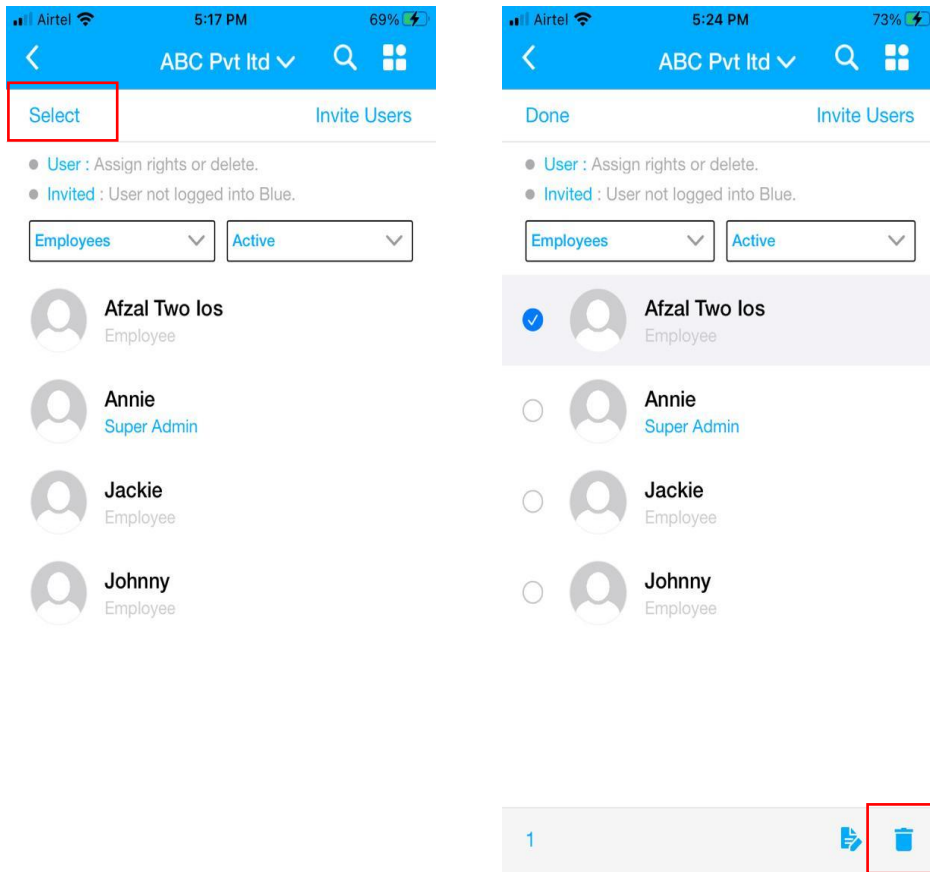 Airtel 5:17 PM 69%
ABC Pvt ltd
Select Invite Users
User : Assign rights or delete.
Invited : User not logged into Blue.
Employees Active
Afzal Two Ios
Employee
Annie
Super Admin
Jackie
Employee
Johnny
Employee
Airtel 5:24 PM 73%
ABC Pvt ltd
Done Invite Users
User : Assign rights or delete.
Invited : User not logged into Blue.
Employees Active
Afzal Two Ios
Employee
Annie
Super Admin
Jackie
Employee
Johnny
Employee
1